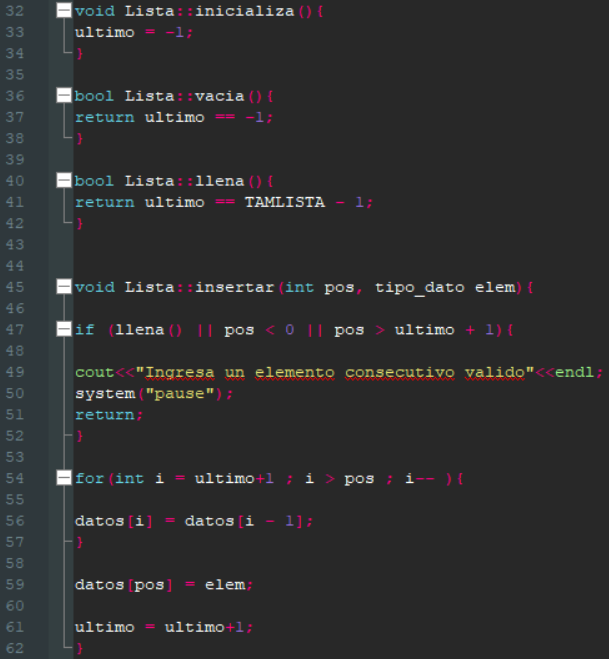 32 void Lista::inicializa(){
33 ultimo = -1;
34 }
35
36 bool Lista::vacia(){
37 return ultimo == -1;
38 }
39
40 bool Lista::llena(){
41 return ultimo == TAMLISTA - 1;
42 }
43
44
45 void Lista::insertar(int pos, tipo_dato elem){
46
47 if (llena() || pos < 0 || pos > ultimo + 1){
48
49 cout<<"Ingresa un elemento consecutivo valido"<<endl;
50 system("pause");
51 return;
52 }
53
54 for(int i = ultimo+1 ; i > pos ; i-- ){
55
56 datos[i] = datos[i - 1];
57 }
58
59 datos[pos] = elem;
60
61 ultimo = ultimo+1;
62 }